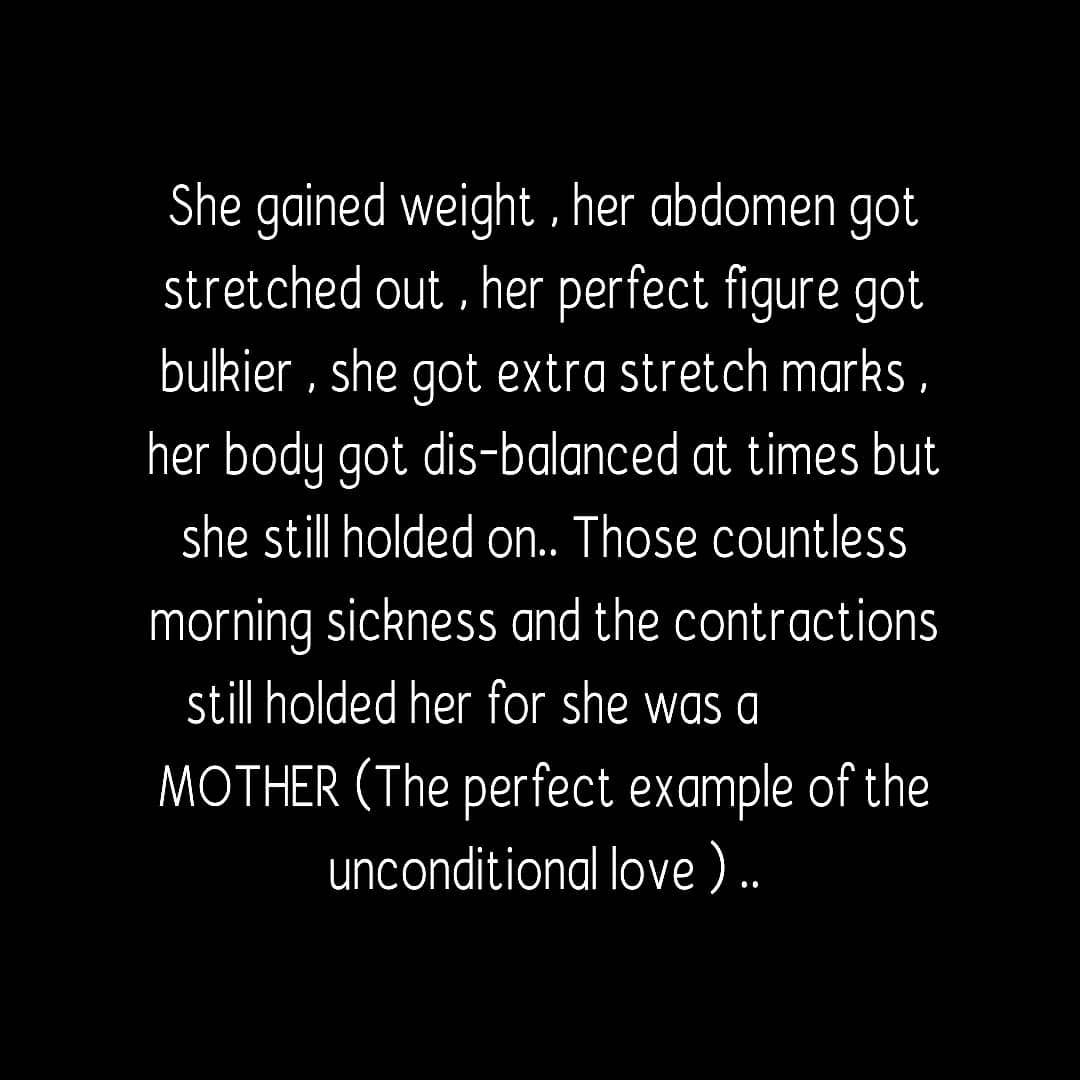 She gained weight , her abdomen got
stretched out , her perfect figure got
bulkier , she got extra stretch marks ,
her body got dis-balanced at times but
she still holded on.. Those countless
morning sickness and the contractions
still holded her for she was a
MOTHER (The perfect example of the
unconditional love ) ..